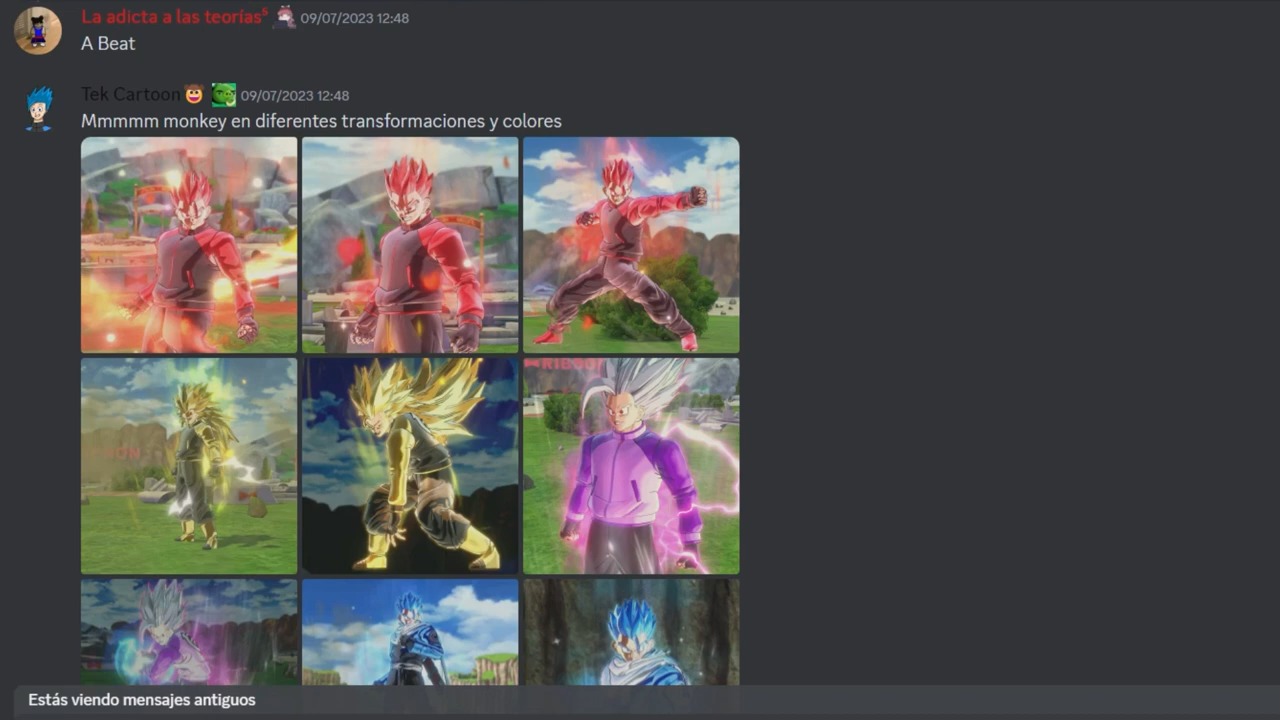 La adicta a las teorías⁵ 09/07/2023 12:48
A Beat
Tek Cartoon 09/07/2023 12:48
Mmmmm monkey en diferentes transformaciones y colores
Estás viendo mensajes antiguos